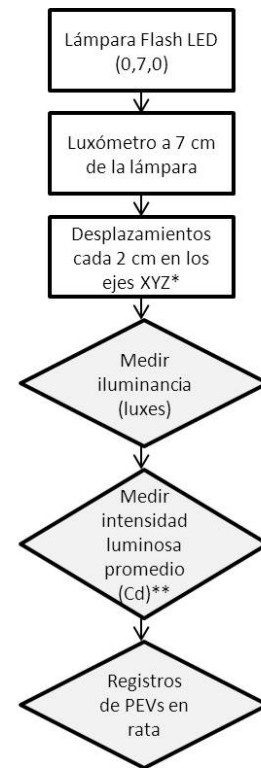 Lámpara Flash LED
(0,7,0)
Luxómetro a 7 cm
de la lámpara
Desplazamientos
cada 2 cm en los
ejes XYZ*
Medir
iluminancia
(luxes)
Medir
intensidad
luminosa
promedio
(Cd)**
Registros
de PEVs en
rata